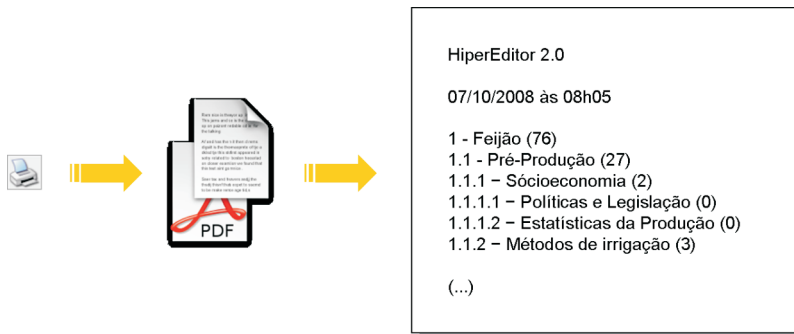 PDF
HiperEditor 2.0
07/10/2008 às 08h05
1 - Feijão (76)
1.1 - Pré-Produção (27)
1.1.1 − Sócioeconomia (2)
1.1.1.1 − Políticas e Legislação (0)
1.1.1.2 − Estatísticas da Produção (0)
1.1.2 − Métodos de irrigação (3)
(...)